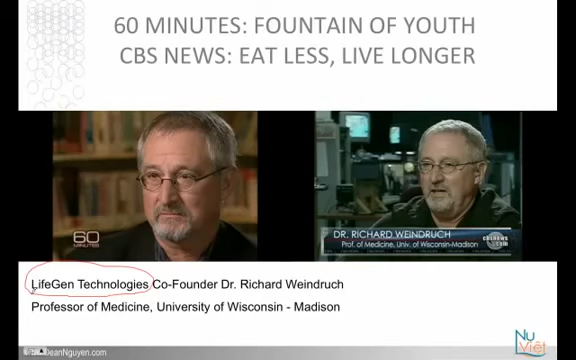 60 MINUTES: FOUNTAIN OF YOUTH
CBS NEWS: EAT LESS, LIVE LONGER
60
MINUTES
DR. RICHARD WEINDRUCH
Prof. of Medicine, Univ. of Wisconsin-Madison
LifeGen Technologies Co-Founder Dr. Richard Weindruch
Professor of Medicine, University of Wisconsin - Madison
DeanNguyen.com
Nu
Việt